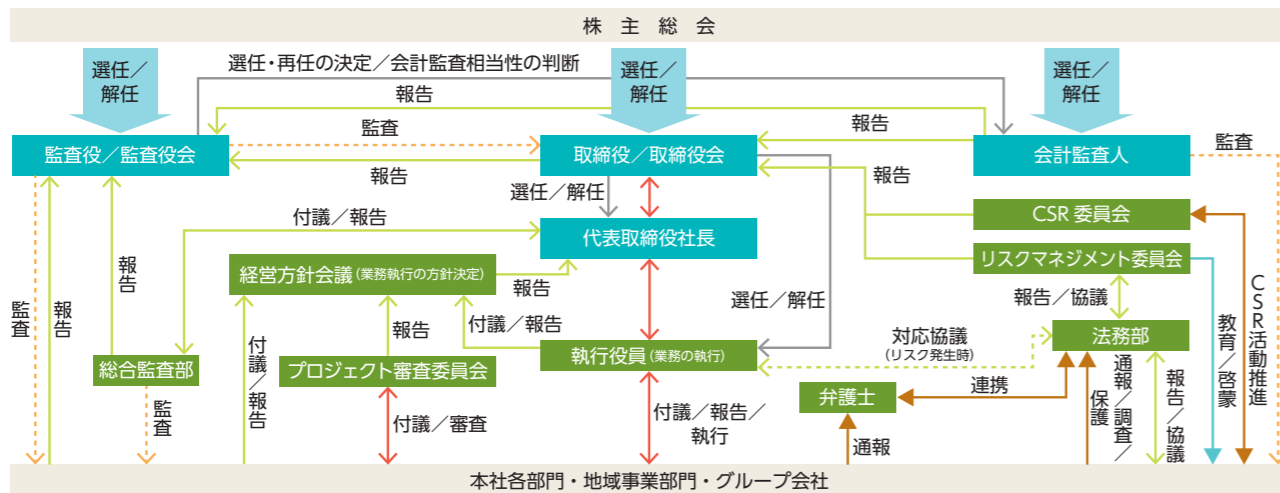 株 主 総 会
選任／
解任
選任・再任の決定／会計監査相当性の判断
選任／
解任
選任／
解任
報告
監査
報告
監査
監査役／監査役会
取締役／取締役会
会計監査人
報告
報告
選任／解任
付議／報告
CSR 委員会
代表取締役社長
経営方針会議（業務執行の方針決定）
リスクマネジメント委員会
報告
報告
監査
報告
選任／解任
報告／協議
CSR活動推進
教育／啓蒙
付議／報告
報告
付議／報告
対応協議
（リスク発生時）
法務部
執行役員（業務の執行）
総合監査部
プロジェクト審査委員会
弁護士
連携
通報／調査／
保護
報告／協議
監査
付議／審査
付議／報告／
執行
通報
本社各部門・地域事業部門・グループ会社